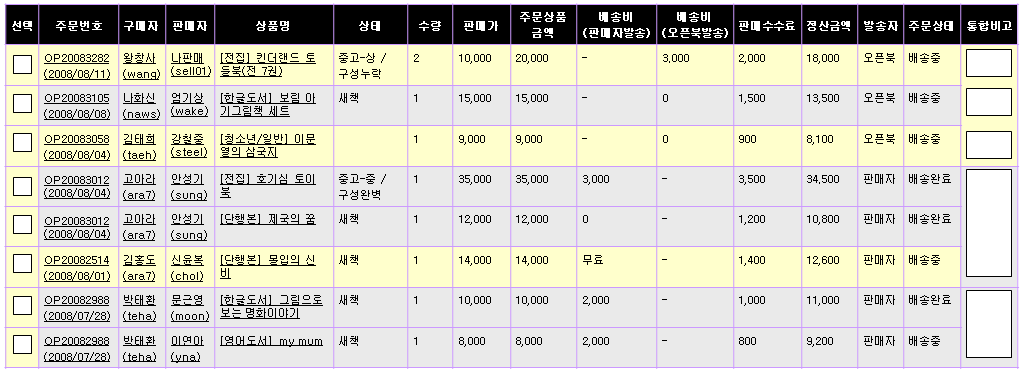 선택 주문번호 구매자 판매자 상품명 상태 수량 판매가 주문상품 금액 배송비 (판매자발송) 배송비 (오픈북발송) 판매수수료 정산금액 발송자 주문상태 통합비고
OP20083282 왕창사 나판매 [전집] 킨더랜드 토 중고-상 / 2 10,000 20,000 - 3,000 2,000 18,000 오픈북 배송중
(2008/08/11) (wang) (sell01) 들북(전 7권) 구성누락
OP20083105 나화신 엄기상 [한글도서] 보림 아 새책 1 15,000 15,000 - 0 1,500 13,500 오픈북 배송중
(2008/08/08) (naws) (wake) 기그림책 세트
OP20083058 김태희 강철중 [청소년/일반] 이문 1 9,000 9,000 - 0 900 8,100 오픈북 배송중
(2008/08/04) (taeh) (steel) 열의 삼국지
OP20083012 고아라 안성기 [전집] 호기심 토이 중고-중 / 1 35,000 35,000 3,000 - 3,500 34,500 판매자 배송완료
(2008/08/04) (ara7) (sung) 북 구성완벽
OP20083012 고아라 안성기 [단행본] 제국의 꿈 새책 1 12,000 12,000 0 - 1,200 10,800 판매자 배송완료
(2008/08/04) (ara7) (sung)
OP20082514 김홍도 신윤복 [단행본] 몰입의 신 새책 1 14,000 14,000 무료 - 1,400 12,600 판매자 배송중
(2008/08/01) (ara7) (chol) 비
OP20082988 박태환 문근영 [한글도서] 그림으로 새책 1 10,000 10,000 2,000 - 1,000 11,000 판매자 배송완료
(2008/07/28) (teha) (moon) 보는 명화이야기
OP20082988 박태환 이연아 [영어도서] my mum 새책 1 8,000 8,000 2,000 - 800 9,200 판매자 배송중
(2008/07/28) (teha) (yna)